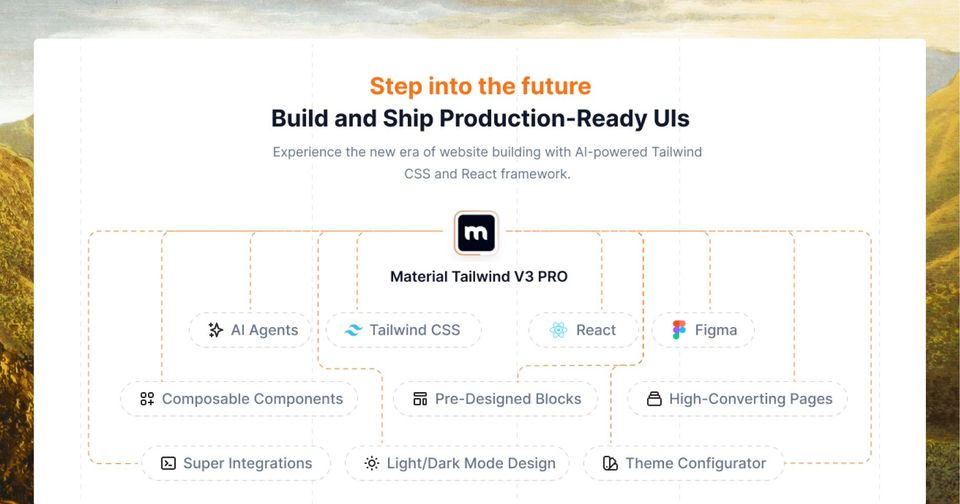 Step into the future
Build and Ship Production-Ready UIs
Experience the new era of website building with AI-powered Tailwind
CSS and React framework.
m
Material Tailwind V3 PRO
AI Agents
Tailwind CSS
React
Figma
Composable Components
Pre-Designed Blocks
High-Converting Pages
Super Integrations
Light/Dark Mode Design
Theme Configurator